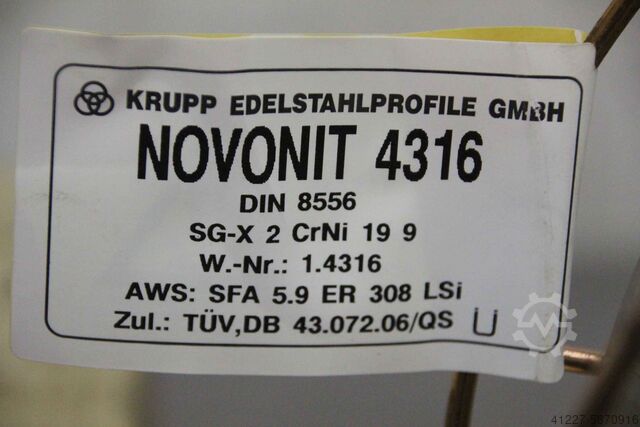 KRUPP EDELSTAHLPROFILE GMBH
NOVONIT 4316
DIN 8556
SG-X 2 CrNi 19 9
W.-Nr.: 1.4316
AWS: SFA 5.9 ER 308 LSi
Zul.: TÜV,DB 43.072.06/QS Ü
41227-5670916